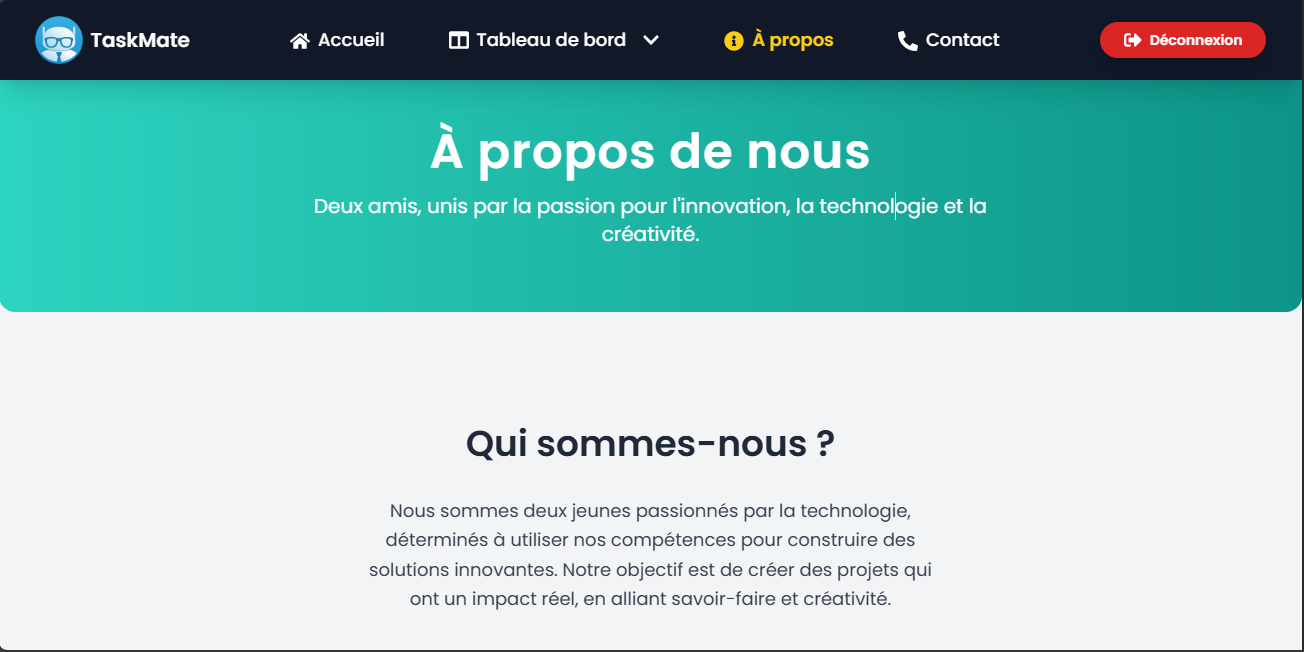 TaskMate
Accueil
Tableau de bord
À propos
Contact
Déconnexion
À propos de nous
Deux amis, unis par la passion pour l'innovation, la technologie et la
créativité.
Qui sommes-nous ?
Nous sommes deux jeunes passionnés par la technologie,
déterminés à utiliser nos compétences pour construire des
solutions innovantes. Notre objectif est de créer des projets qui
ont un impact réel, en alliant savoir-faire et créativité.